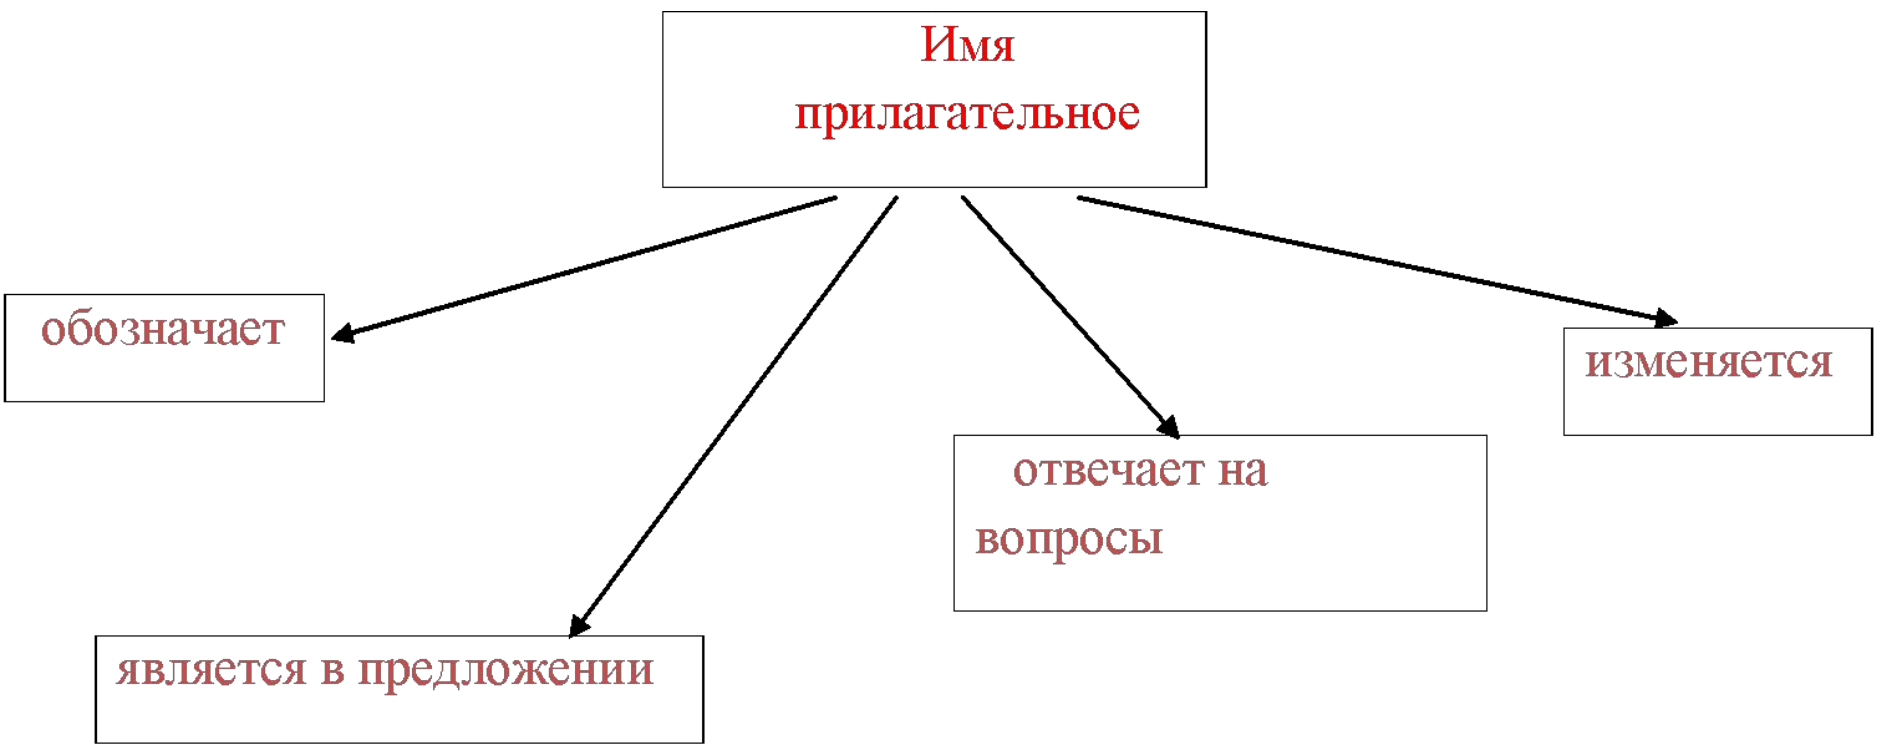 Имя
прилагательное
обозначает
изменяется
отвечает на
вопросы
является в предложении